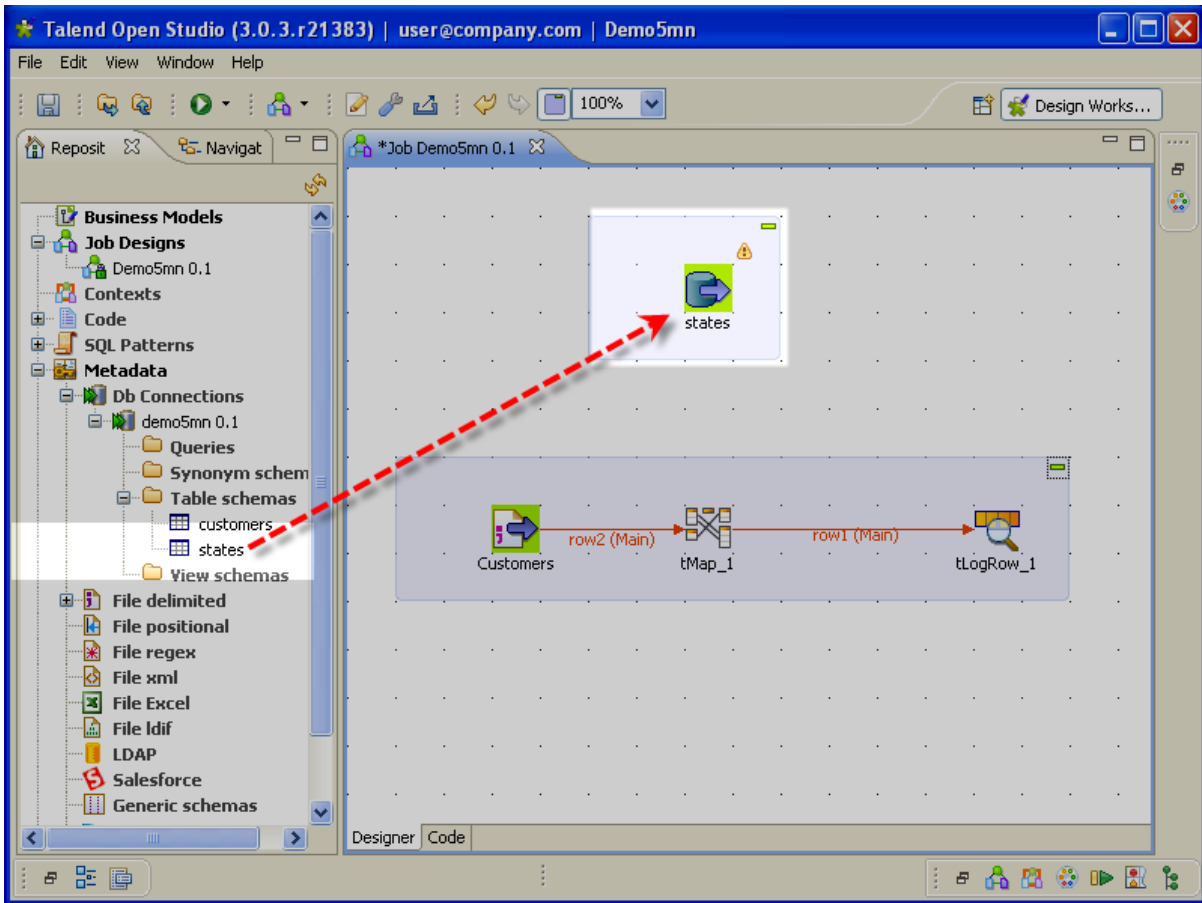 Talend Open Studio (3.0.3.r21383) | user@company.com | Demo5mn
File Edit View Window Help
100%
Design Works...
Reposit
Navigat
*Job Demo5mn 0.1
Business Models
Job Designs
Demo5mn 0.1
Contexts
Code
SQL Patterns
Metadata
Db Connections
demo5mn 0.1
Queries
Synonym schem
Table schemas
customers
states
View schemas
File delimited
File positional
File regex
File xml
File Excel
File ldif
LDAP
Salesforce
Generic schemas
states
row2 (Main)
row1 (Main)
Customers
tMap_1
tLogRow_1
Designer
Code